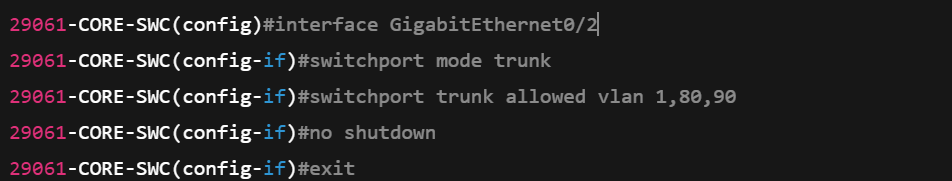 29061-CORE-SWC(config)#interface GigabitEthernet0/2
29061-CORE-SWC(config-if)#switchport mode trunk
29061-CORE-SWC(config-if)#switchport trunk allowed vlan 1,80,90
29061-CORE-SWC(config-if)#no shutdown
29061-CORE-SWC(config-if)#exit